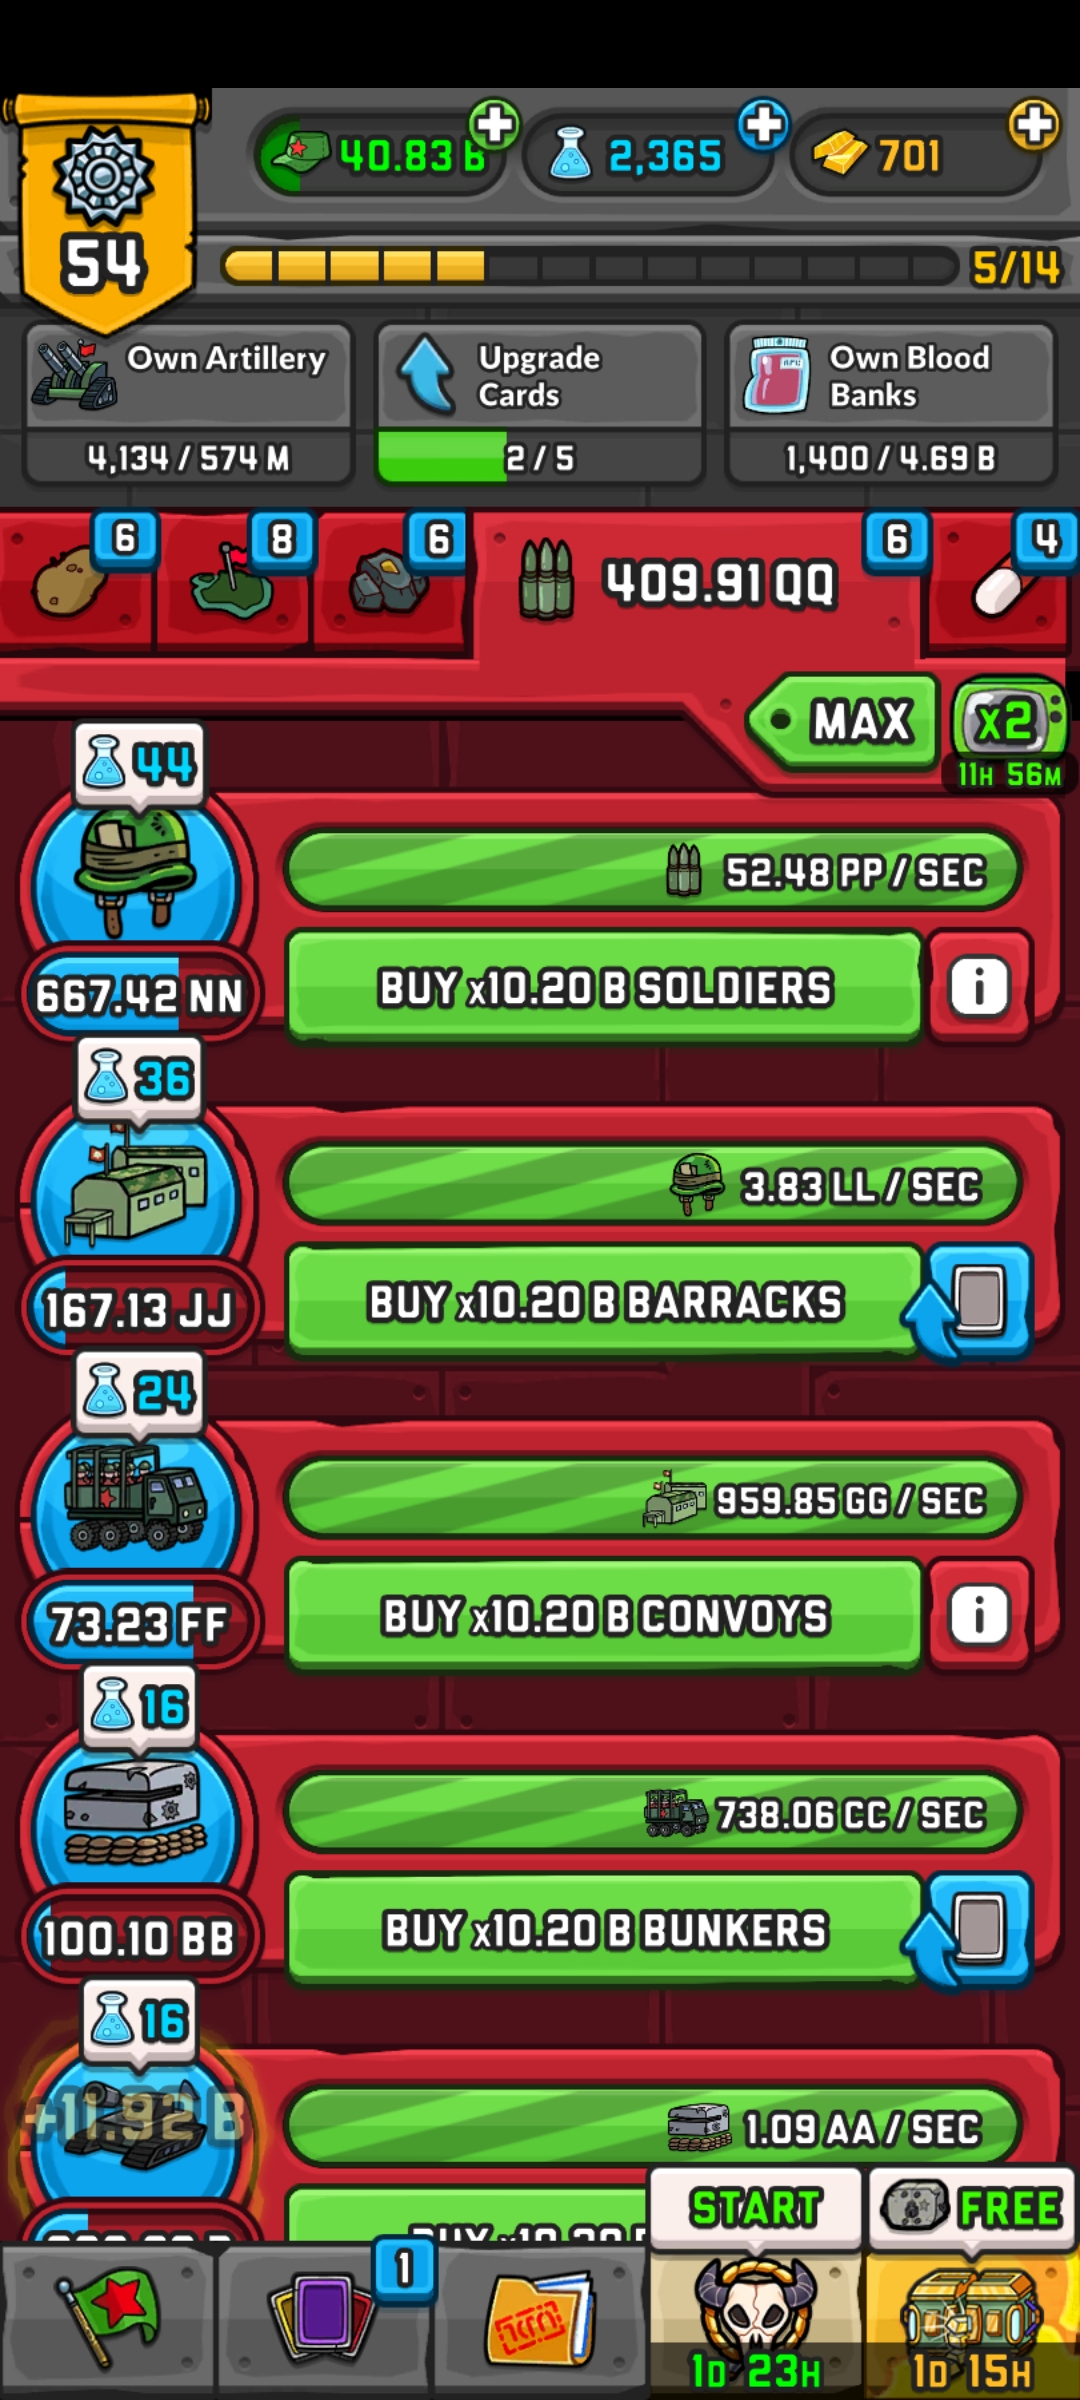 40.83 B
2,365
701
54
5/14
Own Artillery
Upgrade Cards
Own Blood Banks
4,134 / 574 M
2 / 5
1,400 / 4.69 B
6
8
6
409.91 QQ
6
4
MAX
x2
11H 56M
44
52.48 PP / SEC
667.42 NN
BUY x10.20 B SOLDIERS
i
36
3.83 LL / SEC
167.13 JJ
BUY x10.20 B BARRACKS
24
959.85 GG / SEC
73.23 FF
BUY x10.20 B CONVOYS
i
16
738.06 CC / SEC
100.10 BB
BUY x10.20 B BUNKERS
16
+11.92 B
1.09 AA / SEC
BUY x10.20 B
START
FREE
1
1D 23H
1D 15H